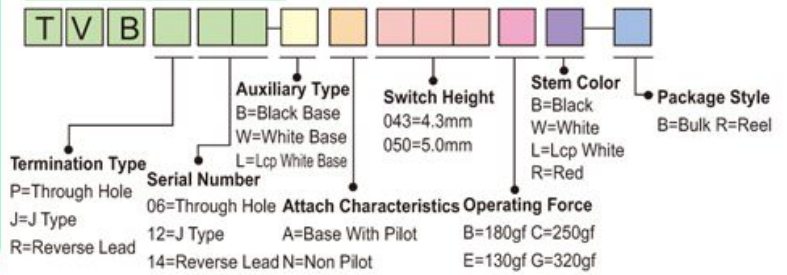 TVB
Termination Type
P=Through Hole
J=J Type
R=Reverse Lead
Serial Number
06=Through Hole
12=J Type
14=Reverse Lead
Auxiliary Type
B=Black Base
W=White Base
L=Lcp White Base
Attach Characteristics
A=Base With Pilot
N=Non Pilot
Switch Height
043=4.3mm
050=5.0mm
Operating Force
B=180gf C=250gf
E=130gf G=320gf
Stem Color
B=Black
W=White
L=Lcp White
R=Red
Package Style
B=Bulk R=Reel